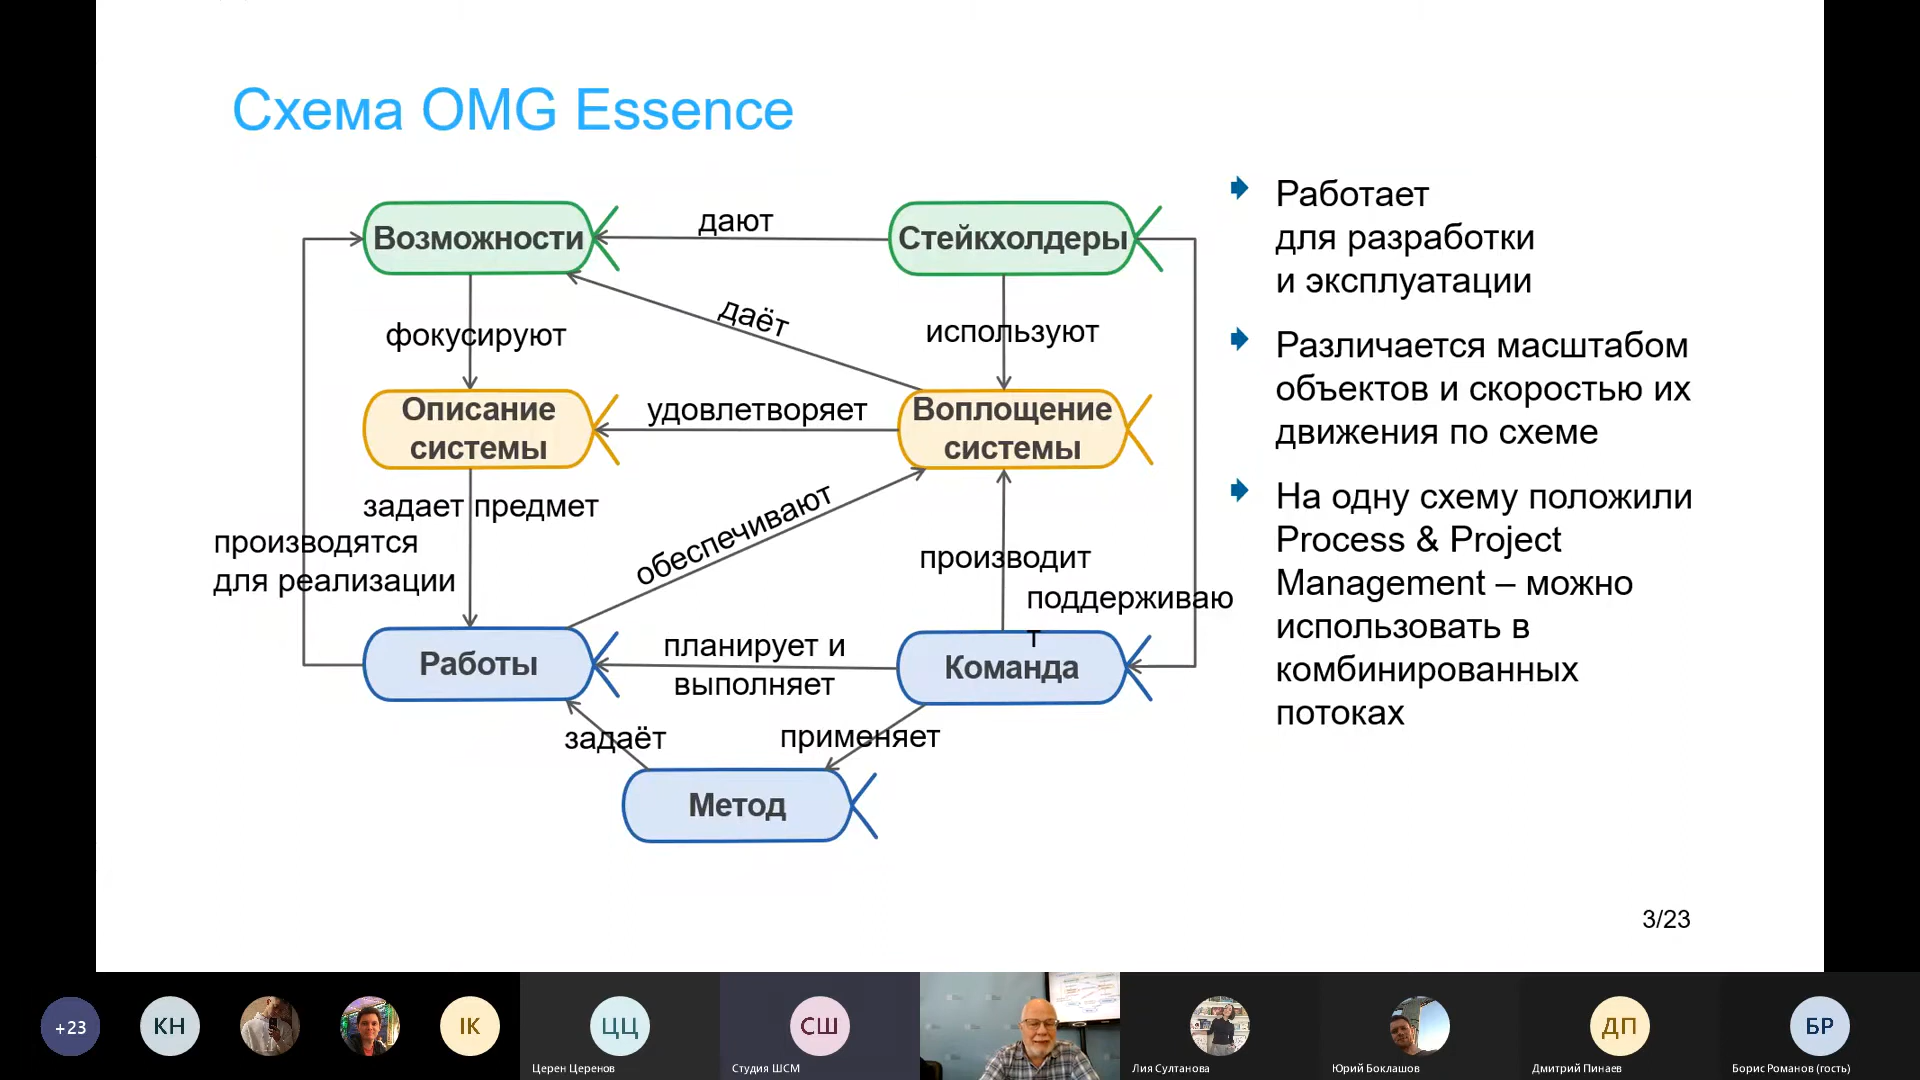 Схема OMG Essence
Возможности
дают
Стейкхолдеры
фокусируют
даёт
используют
Описание
системы
удовлетворяет
Воплощение
системы
задает предмет
производятся
для реализации
обеспечивают
производит
поддерживаю
т
Работы
планирует и
выполняет
Команда
задаёт
применяет
Метод
Работает
для разработки
и эксплуатации
Различается масштабом
объектов и скоростью их
движения по схеме
На одну схему положили
Process & Project
Management – можно
использовать в
комбинированных
потоках
3/23
+23
КН
ІК
ЦЦ
Церен Церенов
СШ
Студия ШСМ
Лия Султанова
Юрий Боклашов
ДП
Дмитрий Пинаев
БР
Борис Романов (гость)